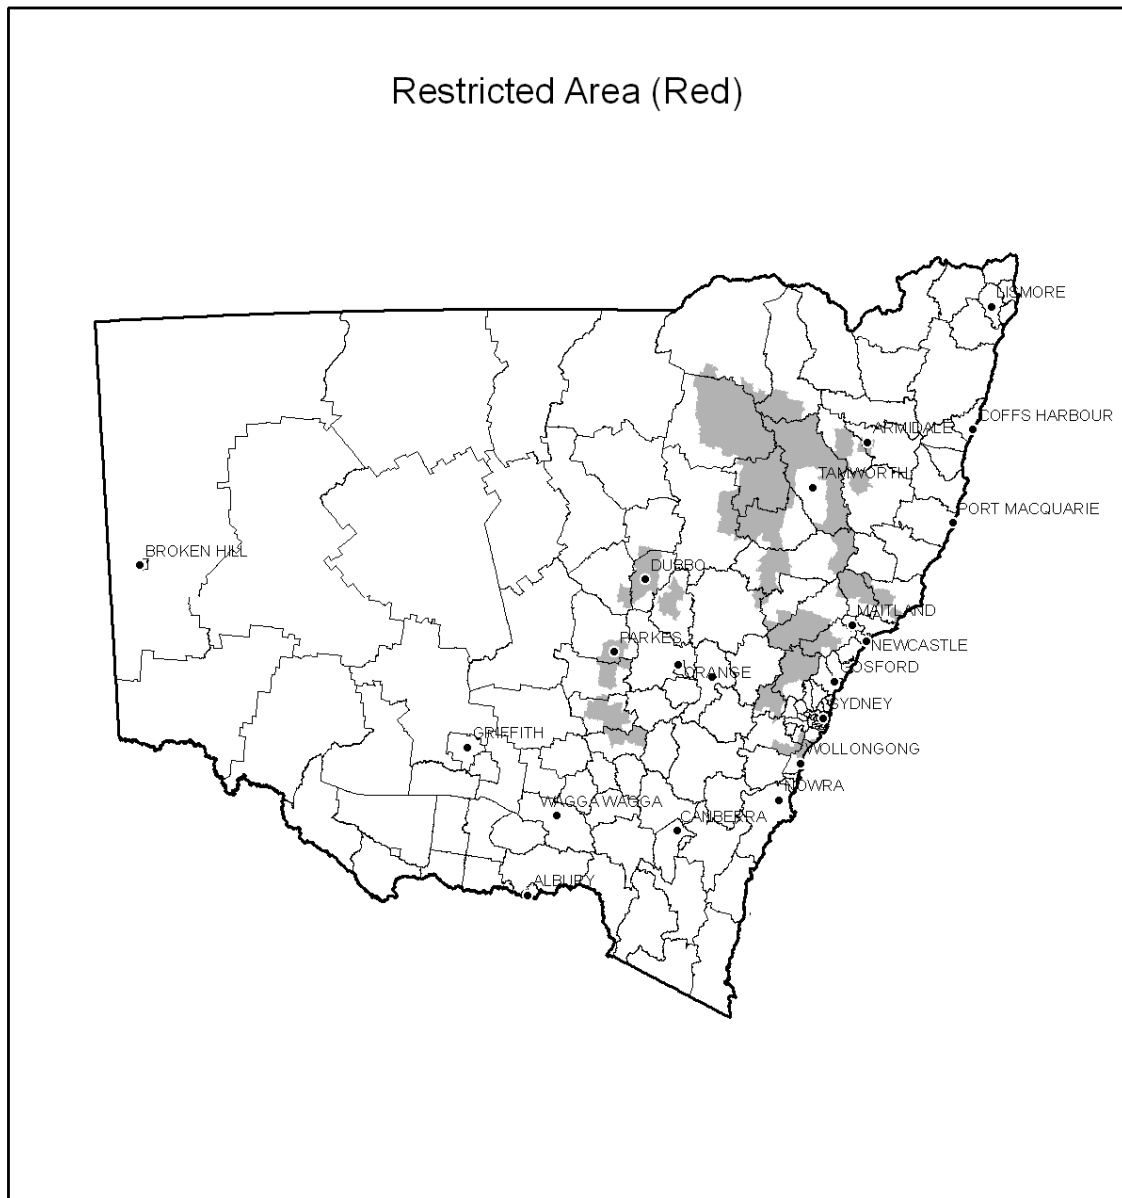 Restricted Area (Red)
LISMORE
COFFS HARBOUR
ARMIDALE
TAMWORTH
PORT MACQUARIE
BROKEN HILL
DUBBO
MAITLAND
PARKES
NEWCASTLE
ORANGE
GOSFORD
SYDNEY
GRIFFITH
WOLLONGONG
NOWRA
WAGGA WAGGA
CANBERRA
ALBURY